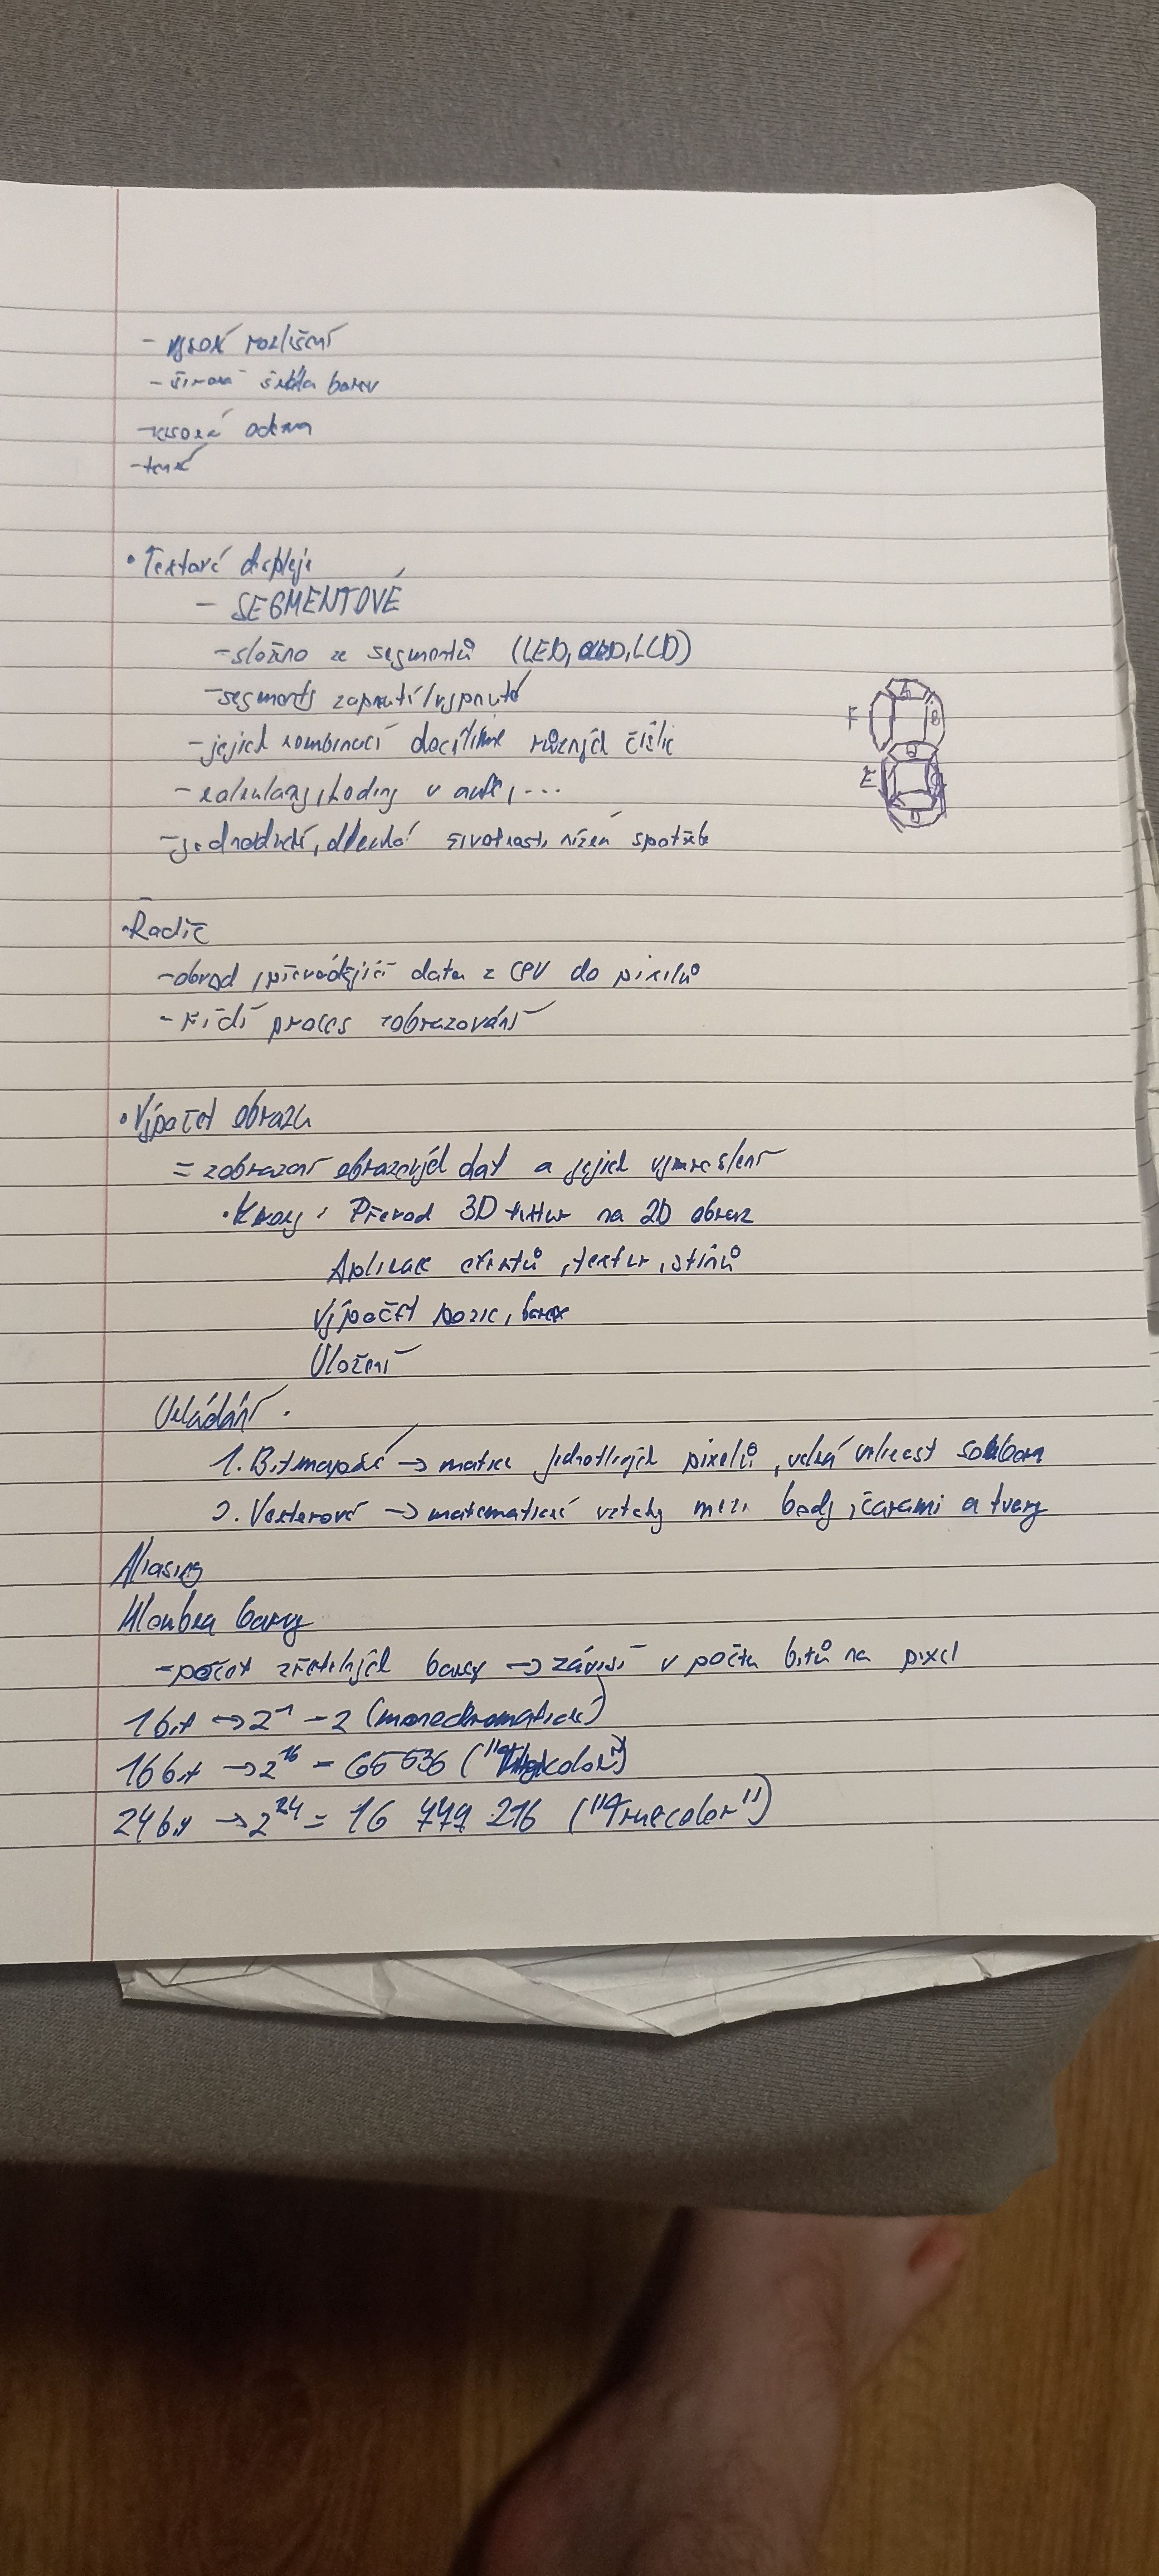 - vysoké rozlišení
- široká škála barev
- vysoká odezva
- tenké
• Textové displeje
- SEGMENTOVÉ
- složeno ze segmentů (LED, OLED, LCD)
- segmenty zapnuté/vypnuté
- jejich kombinací docílíme různých číslic
- kalkulačky, hodiny v autě, ...
- jednoduché, dlouhá životnost, nízká spotřeba
A
F
B
G
E
D
• Řadič
- obvod, převádějící data z CPU do pixelů
- řídí proces zobrazování
• Výpočet obrazu
= zobrazení obrazových dat a jejich vykreslení
• Kroky: Převod 3D textur na 2D obraz
Aplikace efektů, textur, stínů
Výpočet pozic, barev
Uložení
Ukládání
1. Bitmapové → matice jednotlivých pixelů, velká velikost souboru
2. Vektorové → matematické vztahy mezi body, čarami a tvary
Aliasing
Hloubka barvy
- počet zřetelných barev → závisí v počtu bitů na pixel
1 bit → 2^1 = 2 (monochromatické)
16 bit → 2^16 = 65 536 ("Highcolor")
24 bit → 2^24 = 16 777 216 ("Truecolor")